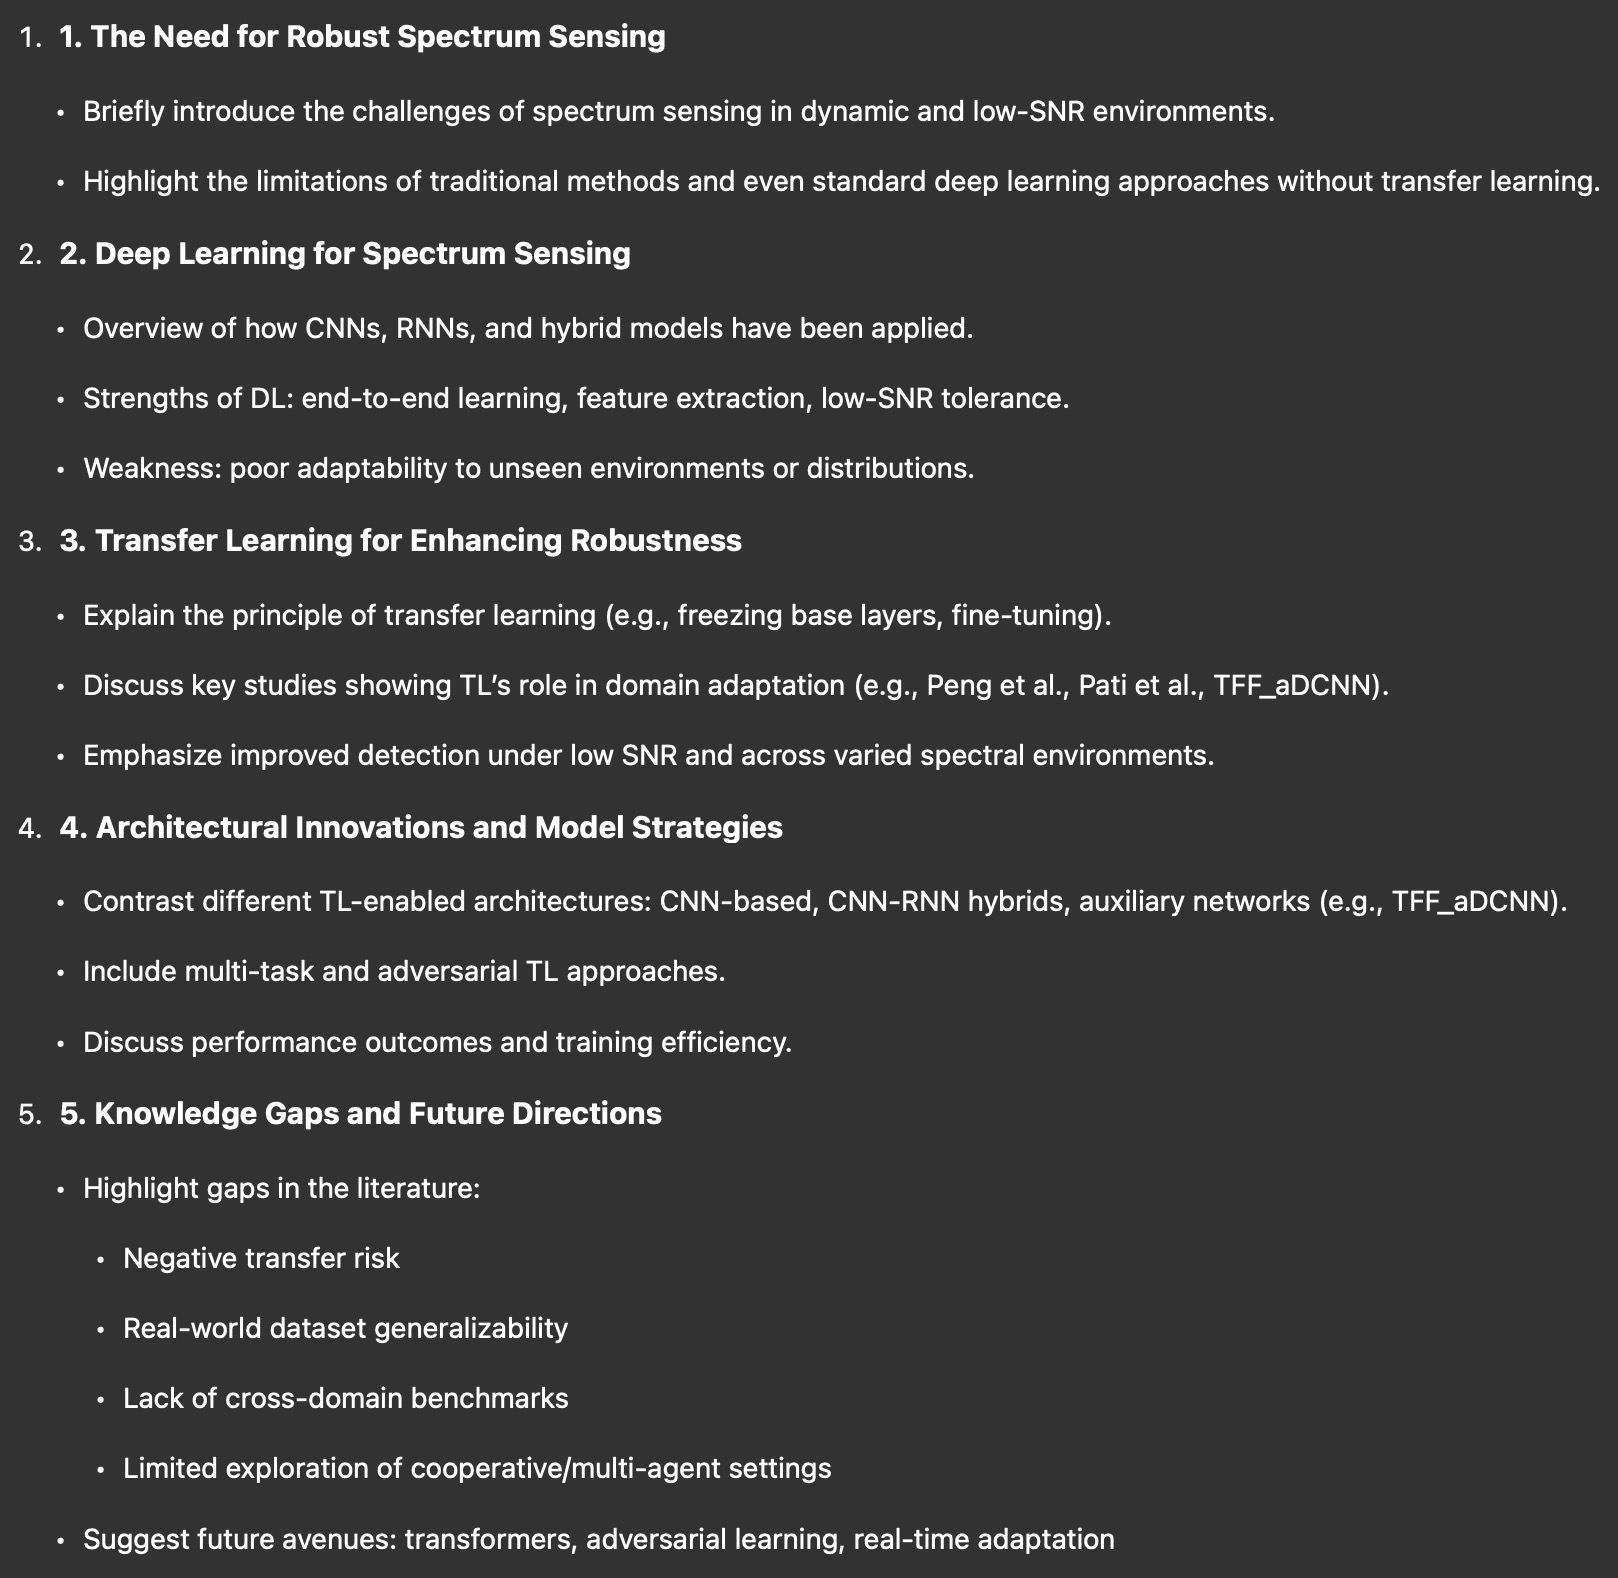 1. 1. The Need for Robust Spectrum Sensing
• Briefly introduce the challenges of spectrum sensing in dynamic and low-SNR environments.
• Highlight the limitations of traditional methods and even standard deep learning approaches without transfer learning.
2. 2. Deep Learning for Spectrum Sensing
• Overview of how CNNs, RNNs, and hybrid models have been applied.
• Strengths of DL: end-to-end learning, feature extraction, low-SNR tolerance.
• Weakness: poor adaptability to unseen environments or distributions.
3. 3. Transfer Learning for Enhancing Robustness
• Explain the principle of transfer learning (e.g., freezing base layers, fine-tuning).
• Discuss key studies showing TL’s role in domain adaptation (e.g., Peng et al., Pati et al., TFF_aDCNN).
• Emphasize improved detection under low SNR and across varied spectral environments.
4. 4. Architectural Innovations and Model Strategies
• Contrast different TL-enabled architectures: CNN-based, CNN-RNN hybrids, auxiliary networks (e.g., TFF_aDCNN).
• Include multi-task and adversarial TL approaches.
• Discuss performance outcomes and training efficiency.
5. 5. Knowledge Gaps and Future Directions
• Highlight gaps in the literature:
• Negative transfer risk
• Real-world dataset generalizability
• Lack of cross-domain benchmarks
• Limited exploration of cooperative/multi-agent settings
• Suggest future avenues: transformers, adversarial learning, real-time adaptation